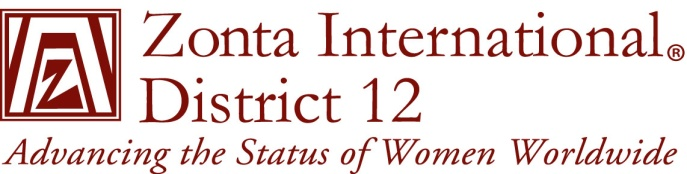 Zonta International®
District 12
Advancing the Status of Women Worldwide